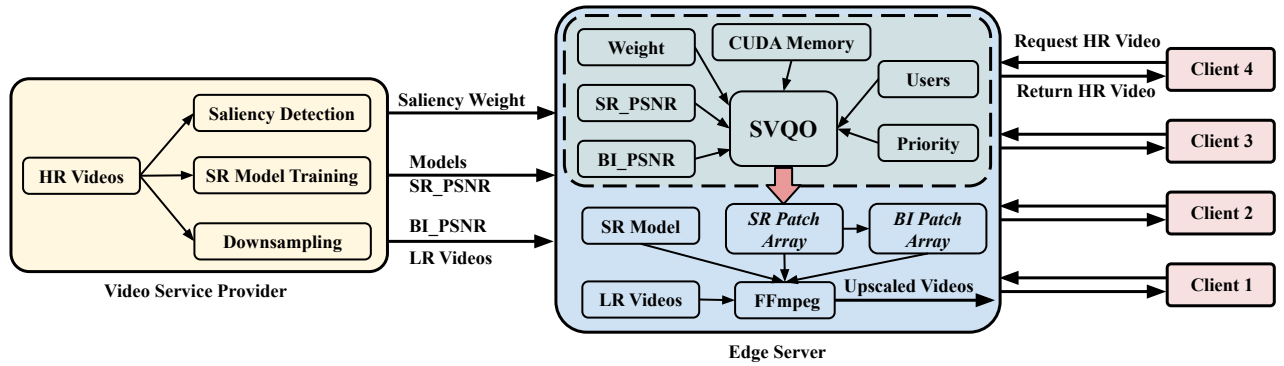 HR Videos
Saliency Detection
SR Model Training
Downsampling
Video Service Provider
Saliency Weight
Models
SR_PSNR
BI_PSNR
LR Videos
Weight
CUDA Memory
SR_PSNR
Users
SVQO
BI_PSNR
Priority
SR Model
SR Patch
Array
BI Patch
Array
LR Videos
FFmpeg
Upscaled Videos
Edge Server
Request HR Video
Return HR Video
Client 4
Client 3
Client 2
Client 1